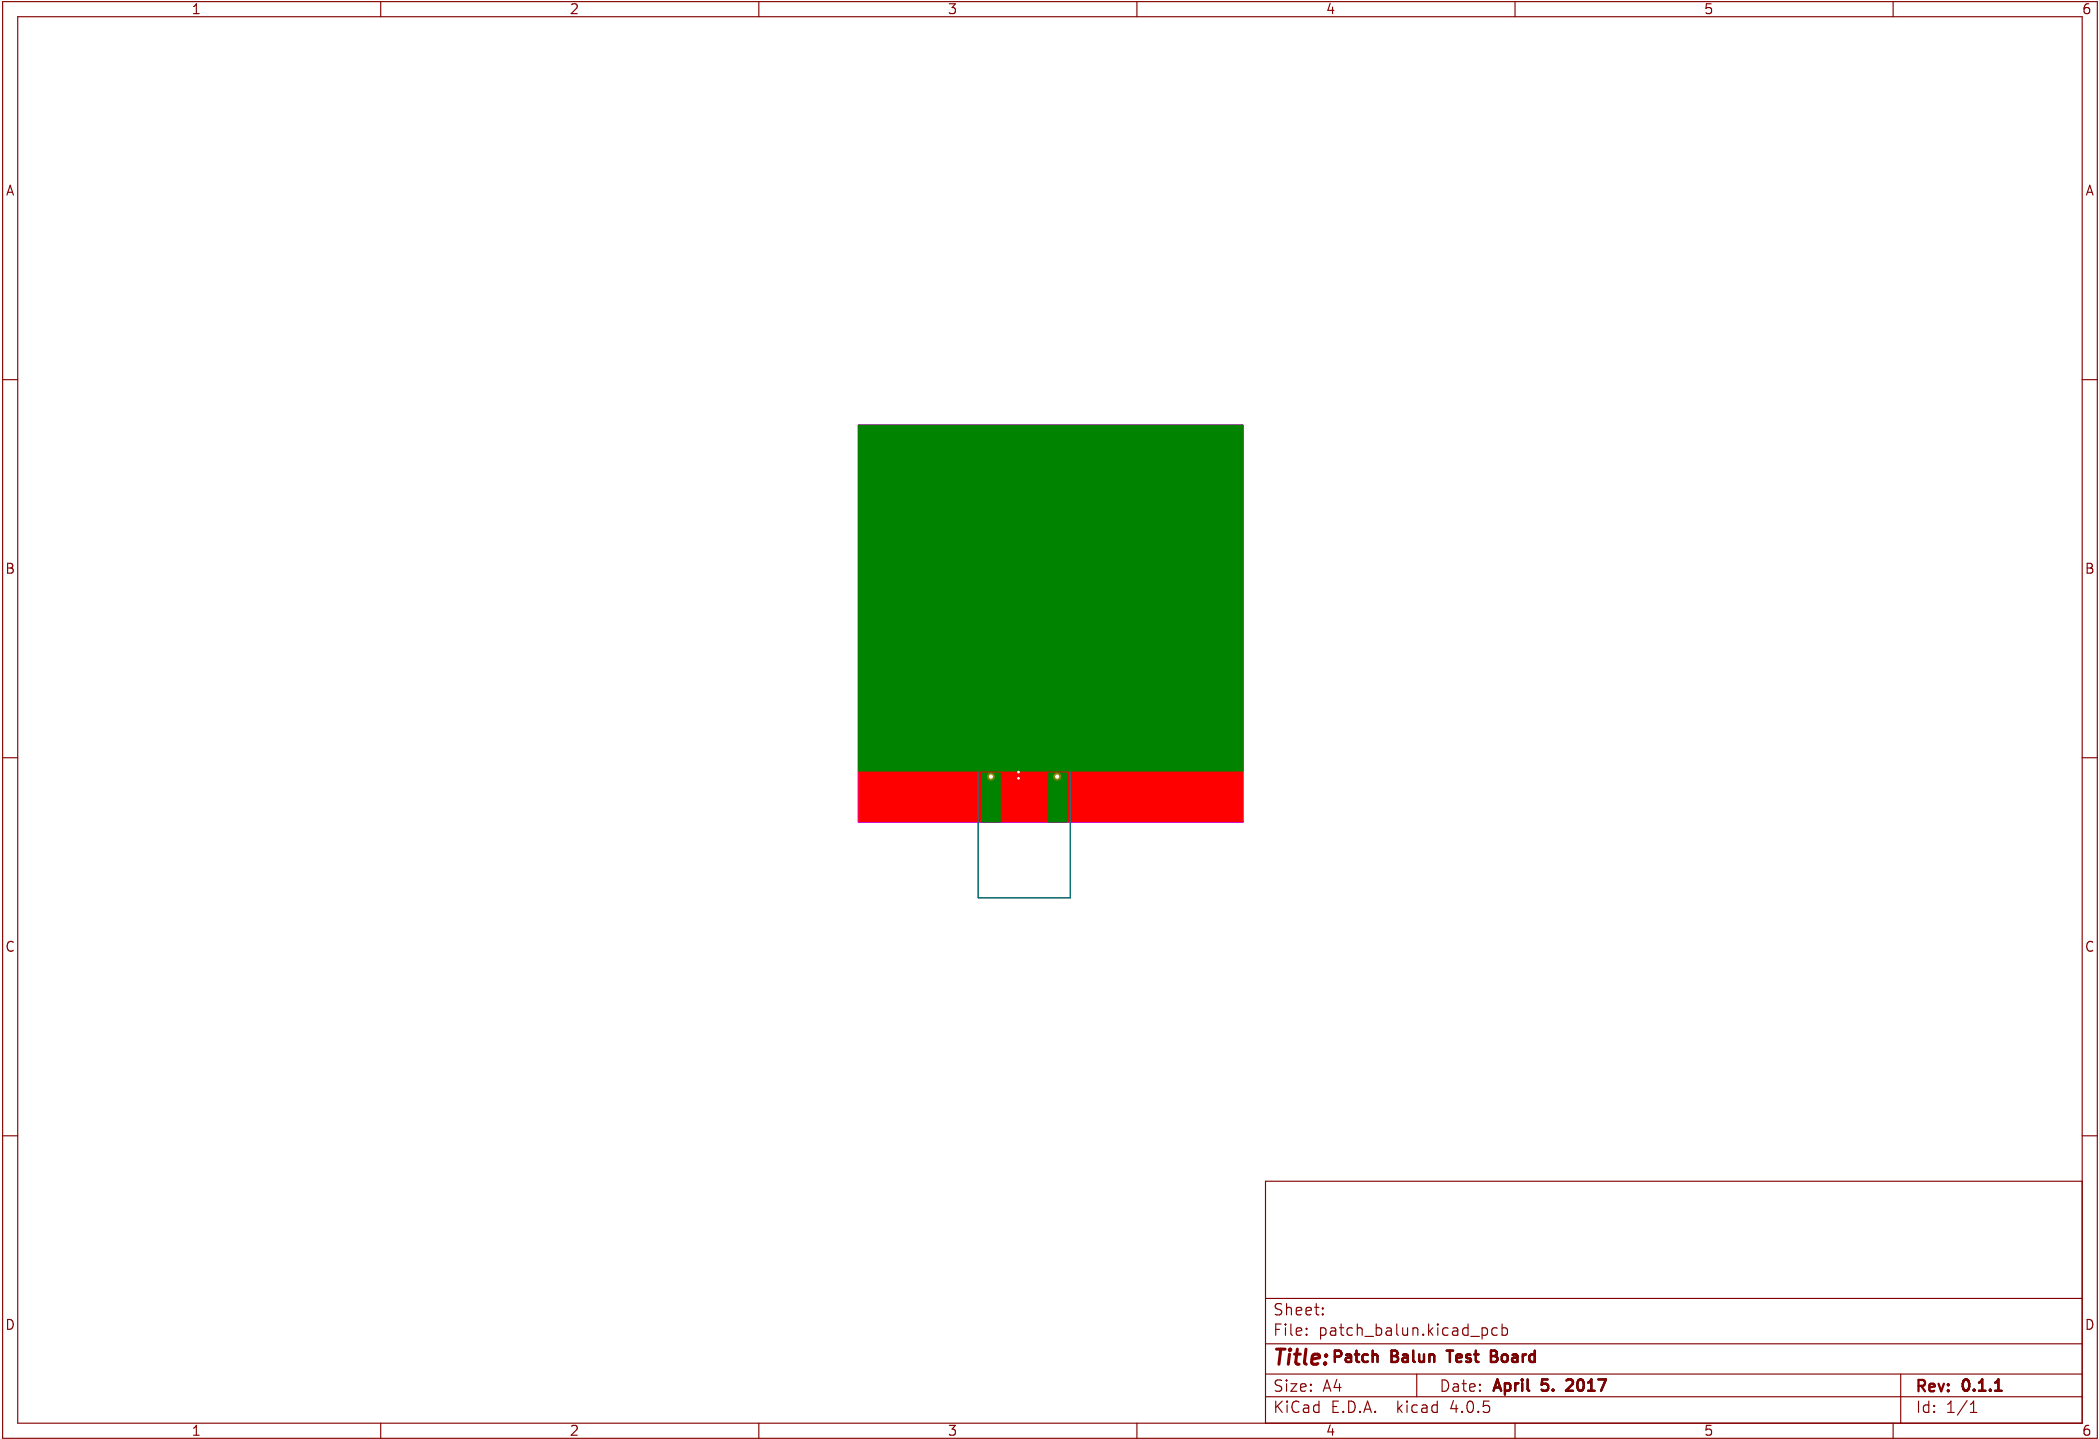 1 2 3 4 5 6
A A
B B
C C
Sheet:
File: patch_balun.kicad_pcb
D D
Title: Patch Balun Test Board
Size: A4 Date: April 5. 2017 Rev: 0.1.1
KiCad E.D.A. kicad 4.0.5 Id: 1/1
1 2 3 4 5 6